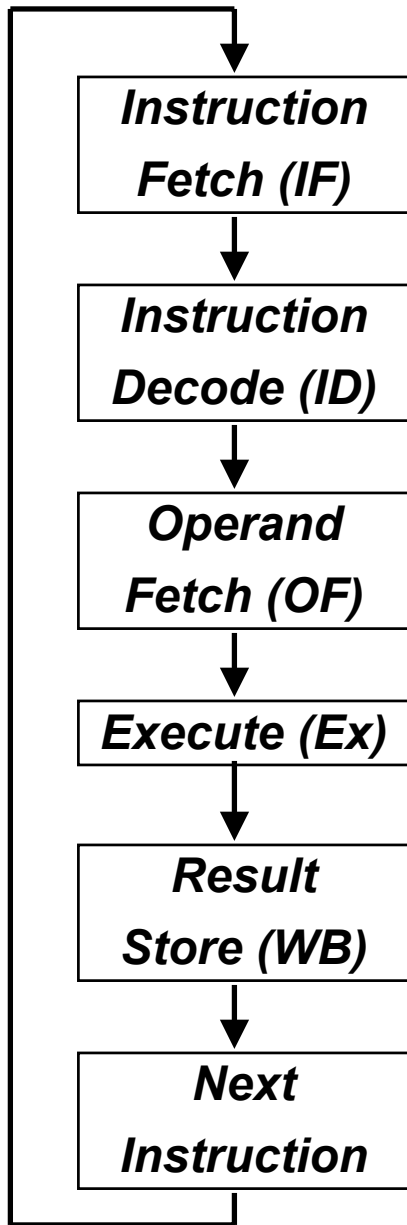 Instruction
Fetch (IF)
Instruction
Decode (ID)
Operand
Fetch (OF)
Execute (Ex)
Result
Store (WB)
Next
Instruction